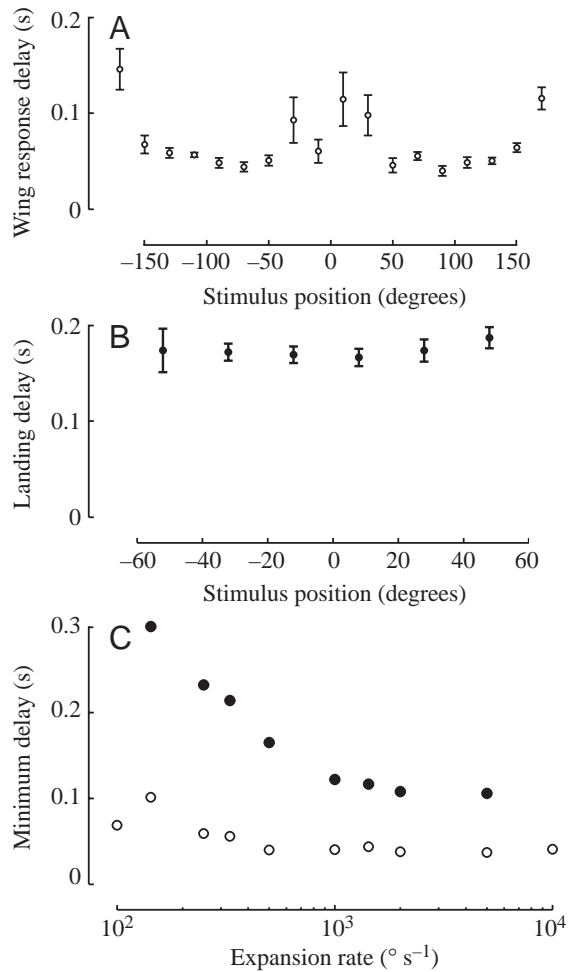 A
Wing response delay (s)
0.2
0.1
0
−150 −100 −50 0 50 100 150
Stimulus position (degrees)
B
Landing delay (s)
0.2
0.1
0
−60 −40 −20 0 20 40 60
Stimulus position (degrees)
C
Minimum delay (s)
0.3
0.2
0.1
0
10² 10³ 10⁴
Expansion rate (° s⁻¹)